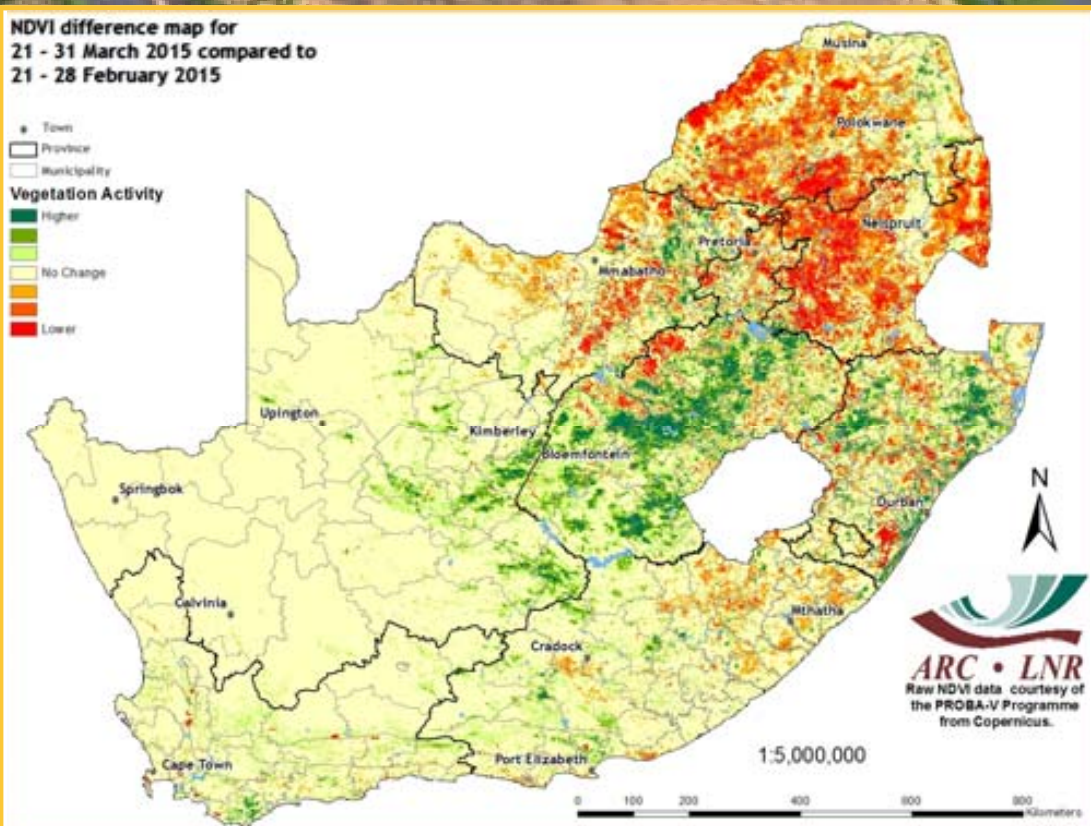 NDVI difference map for
21 - 31 March 2015 compared to
21 - 28 February 2015
Town
Province
Municipality
Vegetation Activity
Higher
No Change
Lower
Musina
Polokwane
Nelspruit
Pretoria
Mmabatho
Upington
Kimberley
Bloemfontein
Springbok
Durban
N
Calvinia
Mthatha
Cradock
ARC • LNR
Raw NDVI data courtesy of
the PROBA-V Programme
from Copernicus.
1:5,000,000
Cape Town
Port Elizabeth
0 100 200 400 600 800
Kilometers